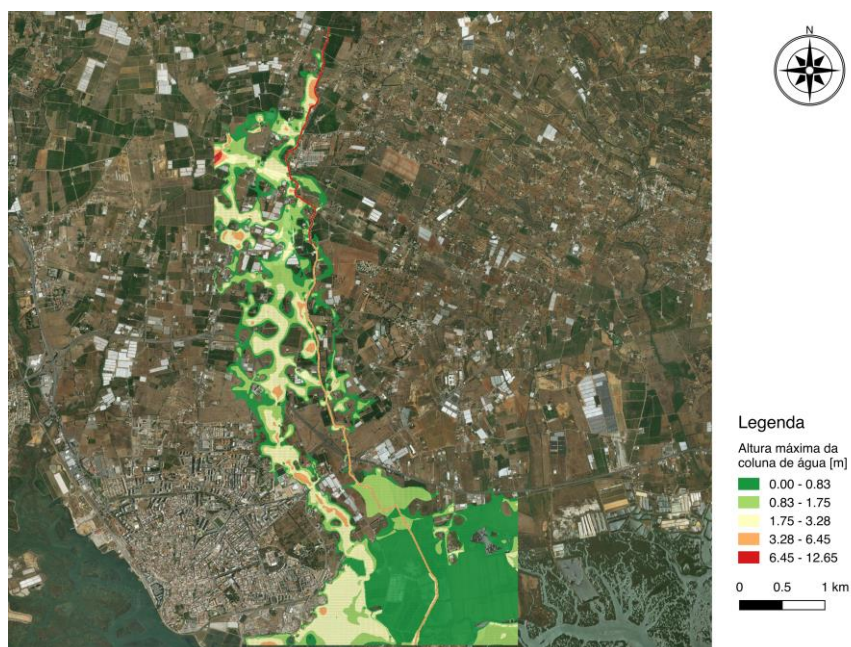 N
Legenda
Altura máxima da
coluna de água [m]
0.00 - 0.83
0.83 - 1.75
1.75 - 3.28
3.28 - 6.45
6.45 - 12.65
0 0.5 1 km